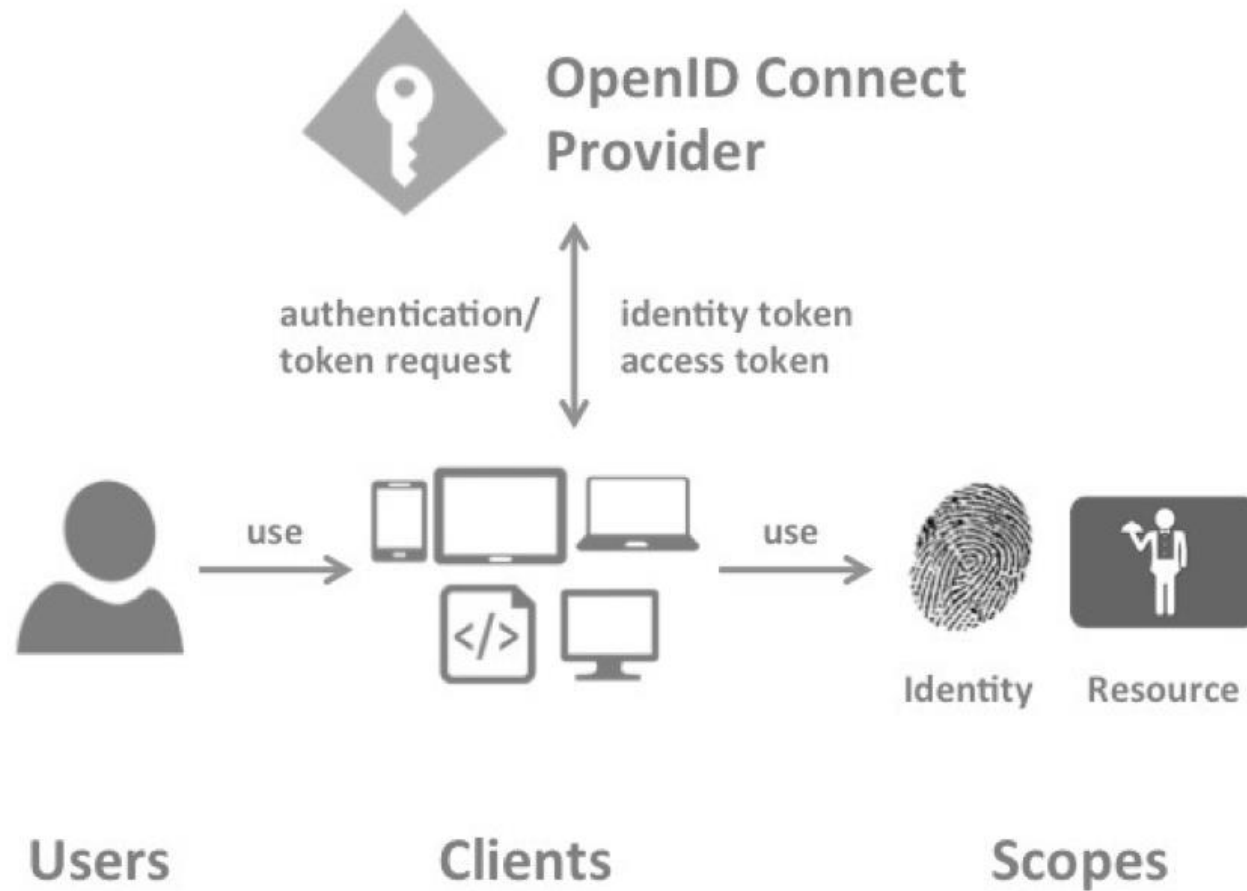 OpenID Connect
Provider
authentication/
token request
identity token
access token
use
use
</>
Identity
Resource
Users
Clients
Scopes